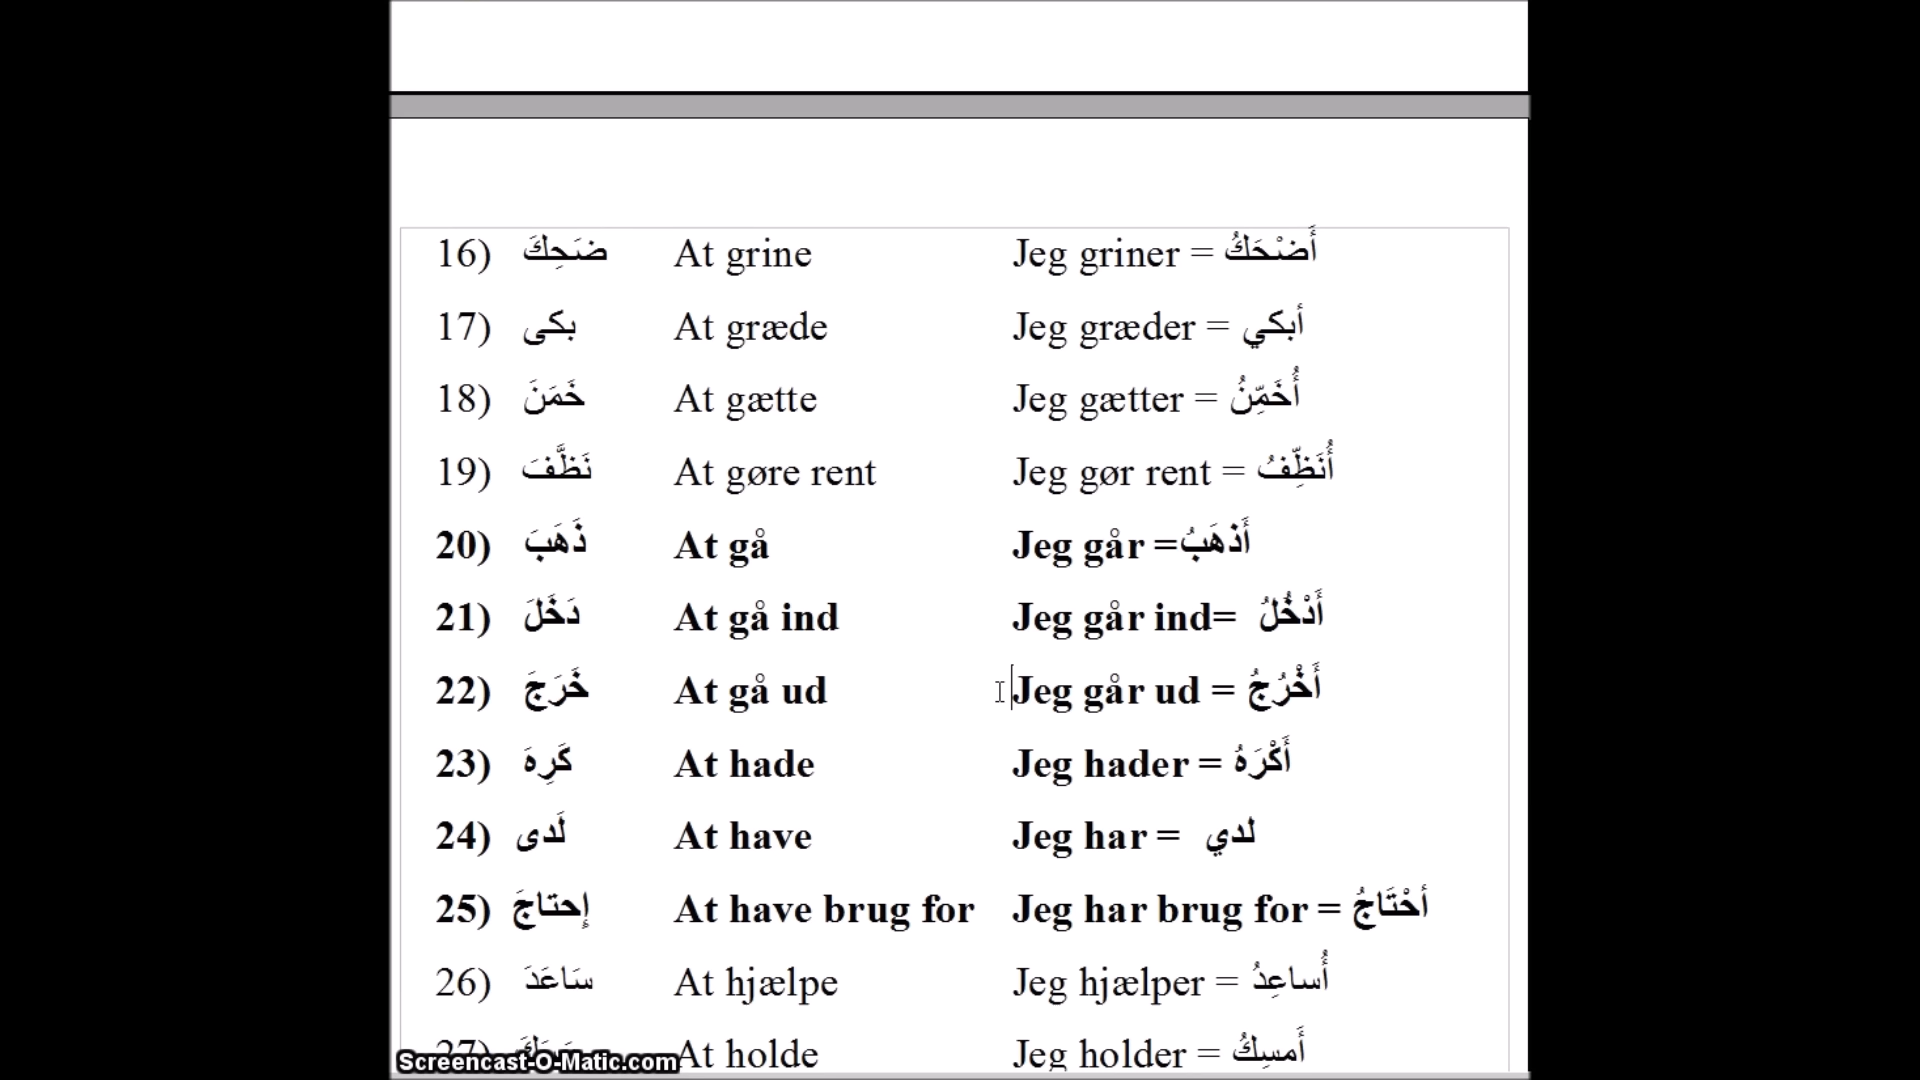 16) ضَحِكَ At grine Jeg griner = أَضْحَكُ
17) بكى At græde Jeg græder = أبكي
18) خَمَنَ At gætte Jeg gætter = أُخَمِّنُ
19) نَظَّفَ At gøre rent Jeg gør rent = أُنَظِّفُ
20) ذَهَبَ At gå Jeg går =أَذهَبُ
21) دَخَلَ At gå ind Jeg går ind= أَدْخُلُ
22) خَرَجَ At gå ud Jeg går ud = أَخْرُجُ
23) كَرِهَ At hade Jeg hader = أَكْرَهُ
24) لَدى At have Jeg har = لدي
25) إحتاجَ At have brug for Jeg har brug for = أحْتَاجُ
26) سَاعَدَ At hjælpe Jeg hjælper = أُساعِدُ
27) At holde Jeg holder = أَمسِكُ
Screencast-O-Matic.com